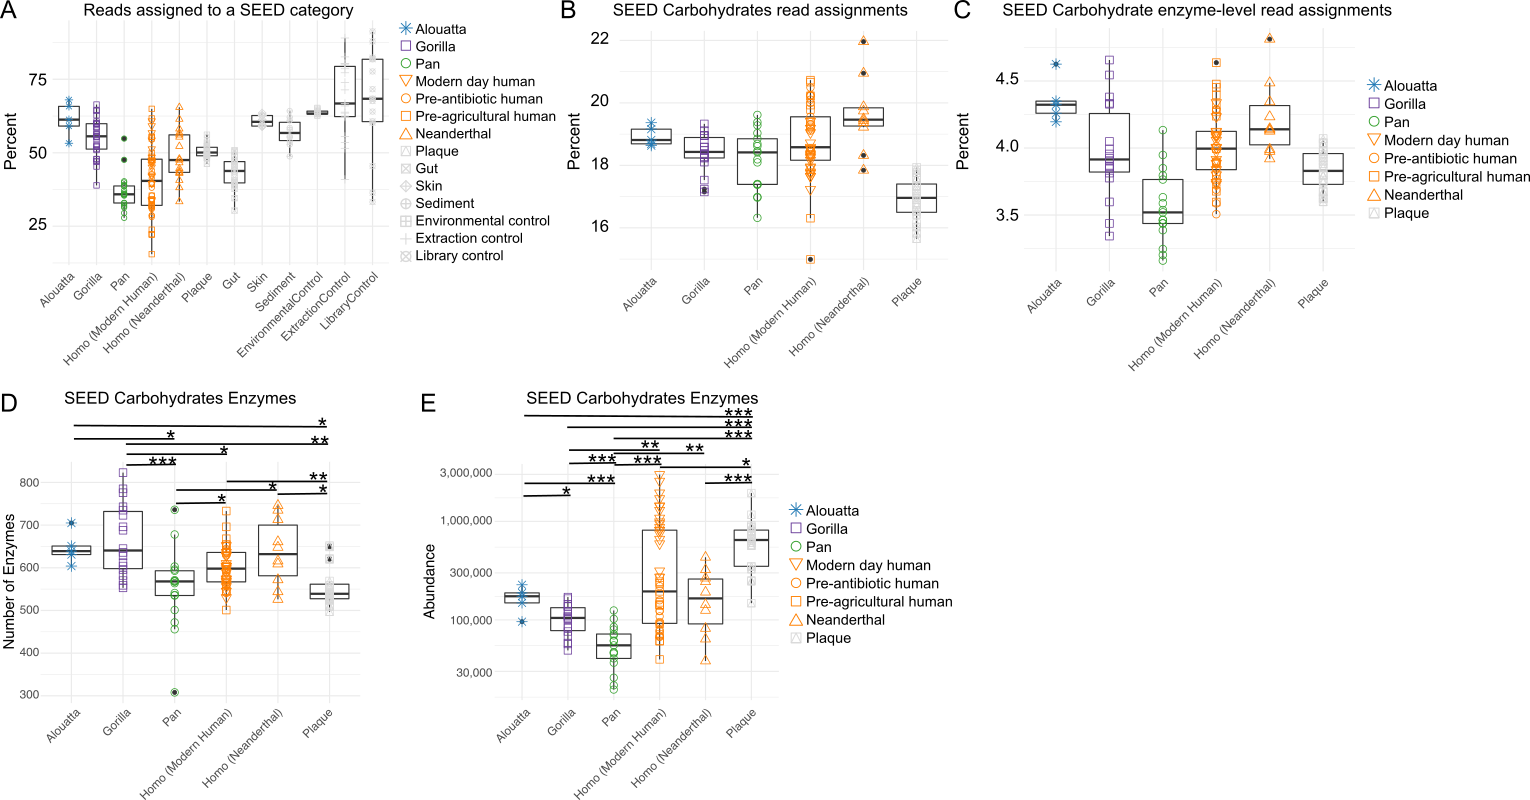 A
Reads assigned to a SEED category
Percent
75
50
25
Alouatta
Gorilla
Pan
Homo (Modern Human)
Homo (Neanderthal)
Plaque
Gut
Skin
Sediment
EnvironmentalControl
ExtractionControl
LibraryControl
Alouatta
Gorilla
Pan
Modern day human
Pre-antibiotic human
Pre-agricultural human
Neanderthal
Plaque
Gut
Skin
Sediment
Environmental control
Extraction control
Library control
B
SEED Carbohydrates read assignments
Percent
22
20
18
16
Alouatta
Gorilla
Pan
Homo (Modern Human)
Homo (Neanderthal)
Plaque
C
SEED Carbohydrate enzyme-level read assignments
Percent
4.5
4.0
3.5
Alouatta
Gorilla
Pan
Homo (Modern Human)
Homo (Neanderthal)
Plaque
Alouatta
Gorilla
Pan
Modern day human
Pre-antibiotic human
Pre-agricultural human
Neanderthal
Plaque
D
SEED Carbohydrates Enzymes
*
*
**
*
***
**
*
*
*
Number of Enzymes
800
700
600
500
400
300
Alouatta
Gorilla
Pan
Homo (Modern Human)
Homo (Neanderthal)
Plaque
E
SEED Carbohydrates Enzymes
***
***
***
**
**
***
***
*
***
***
*
Abundance
3,000,000
1,000,000
300,000
100,000
30,000
Alouatta
Gorilla
Pan
Homo (Modern Human)
Homo (Neanderthal)
Plaque
Alouatta
Gorilla
Pan
Modern day human
Pre-antibiotic human
Pre-agricultural human
Neanderthal
Plaque